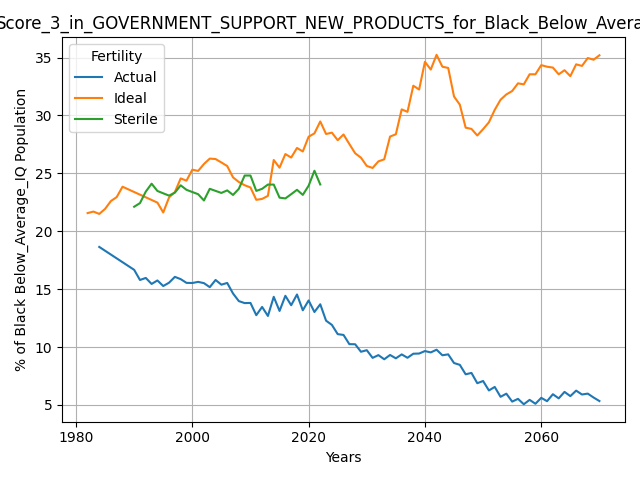 Score_3_in_GOVERNMENT_SUPPORT_NEW_PRODUCTS_for_Black_Below_Avera
Fertility
Actual
Ideal
Sterile
% of Black Below_Average_IQ Population
35
30
25
20
15
10
5
1980 2000 2020 2040 2060
Years